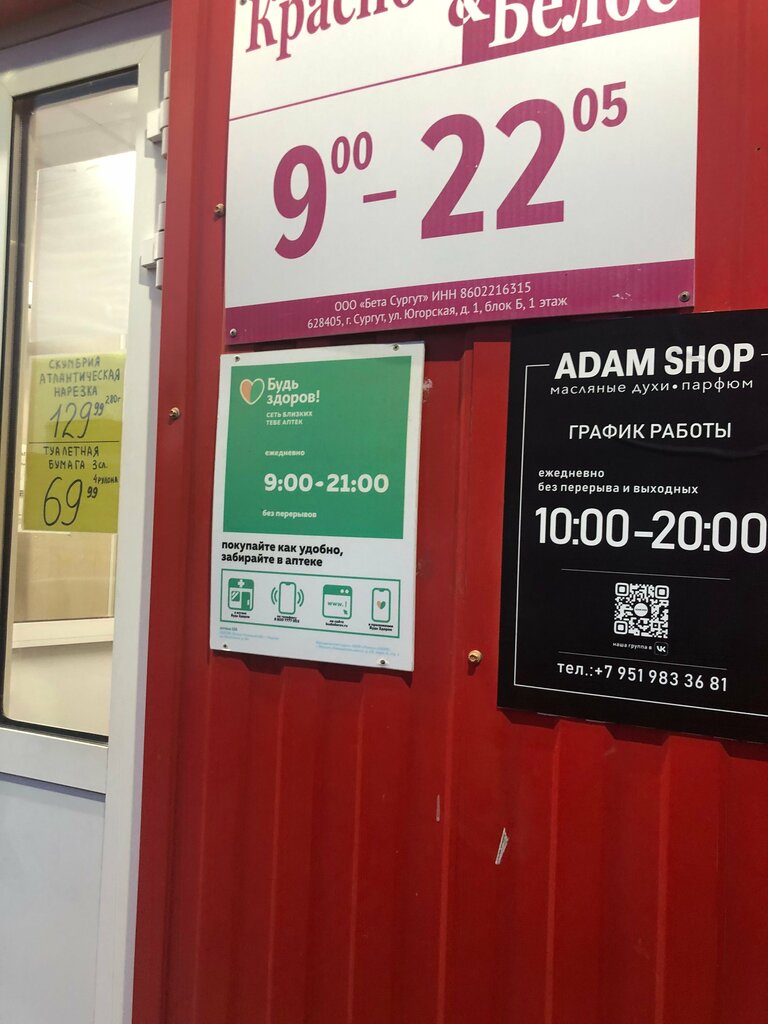 Красно
&Белое
9⁰⁰ – 22⁰⁵
ООО «Бета Сургут» ИНН 8602216315
628405, г. Сургут, ул. Югорская, д. 1, блок Б, 1 этаж
СКУМБРИЯ
АТЛАНТИЧЕСКАЯ
НАРЕЗКА
129⁹⁹ 280г
ТУАЛЕТНАЯ
БУМАГА 3 сл.
69⁹⁹ 4 рулона
Будь
здоров!
СЕТЬ БЛИЗКИХ
ТЕБЕ АПТЕК
ежедневно
9:00-21:00
без перерывов
покупайте как удобно,
забирайте в аптеке
www.
ADAM SHOP
масляные духи•парфюм
ГРАФИК РАБОТЫ
ежедневно
без перерыва и выходных
10:00–20:00
наша группа в
тел.:+7 951 983 36 81